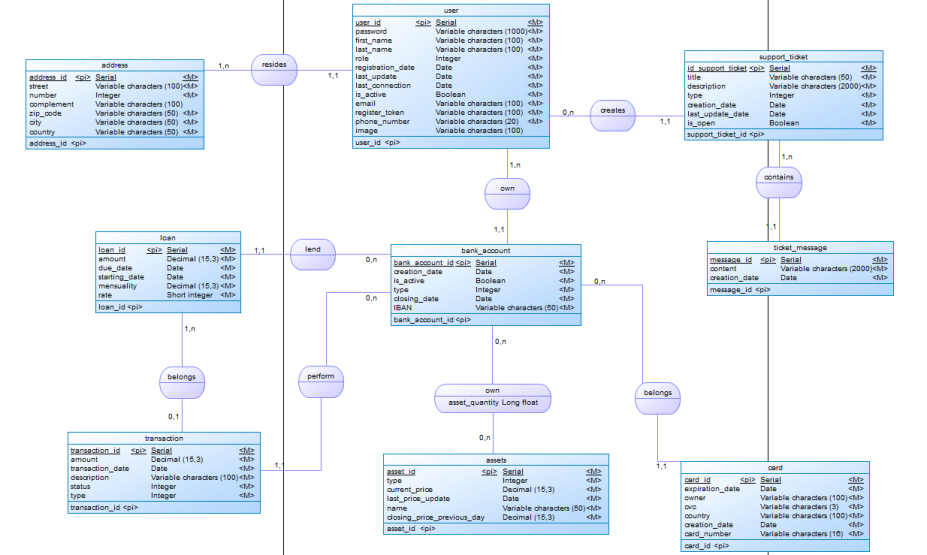 user
user_id <pi> Serial <M>
password Variable characters (1000) <M>
first_name Variable characters (100) <M>
last_name Variable characters (100) <M>
role Integer <M>
registration_date Date <M>
last_update Date <M>
last_connection Date <M>
is_active Boolean <M>
email Variable characters (100) <M>
register_token Variable characters (100) <M>
phone_number Variable characters (20) <M>
image Variable characters (100)
user_id <pi>
address
address_id <pi> Serial <M>
street Variable characters (100) <M>
number Integer <M>
complement Variable characters (100)
zip_code Variable characters (50) <M>
city Variable characters (50) <M>
country Variable characters (50) <M>
address_id <pi>
1,n
resides
1,1
support_ticket
id_support_ticket <pi> Serial <M>
title Variable characters (50) <M>
description Variable characters (2000) <M>
type Integer <M>
creation_date Date <M>
last_update_date Date <M>
is_open Boolean <M>
support_ticket_id <pi>
0,n
creates
1,1
1,n
own
1,1
1,n
contains
1,1
loan
loan_id <pi> Serial <M>
amount Decimal (15,3) <M>
due_date Date <M>
starting_date Date <M>
mensuality Decimal (15,3) <M>
rate Short integer <M>
loan_id <pi>
1,1
lend
0,n
bank_account
bank_account_id <pi> Serial <M>
creation_date Date <M>
is_active Boolean <M>
type Integer <M>
closing_date Date <M>
IBAN Variable characters (50) <M>
bank_account_id <pi>
ticket_message
message_id <pi> Serial <M>
content Variable characters (2000) <M>
creation_date Date <M>
message_id <pi>
0,n
0,n
1,n
belongs
0,1
perform
1,1
0,n
own
asset_quantity Long float
0,n
belongs
1,1
transaction
transaction_id <pi> Serial <M>
amount Decimal (15,3) <M>
transaction_date Date <M>
description Variable characters (100) <M>
status Integer <M>
type Integer <M>
transaction_id <pi>
assets
asset_id <pi> Serial <M>
type Integer <M>
current_price Decimal (15,3) <M>
last_price_update Date <M>
name Variable characters (50) <M>
closing_price_previous_day Decimal (15,3) <M>
asset_id <pi>
card
card_id <pi> Serial <M>
expiration_date Date <M>
owner Variable characters (100) <M>
cvc Variable characters (3) <M>
country Variable characters (100) <M>
creation_date Date <M>
card_number Variable characters (16) <M>
card_id <pi>